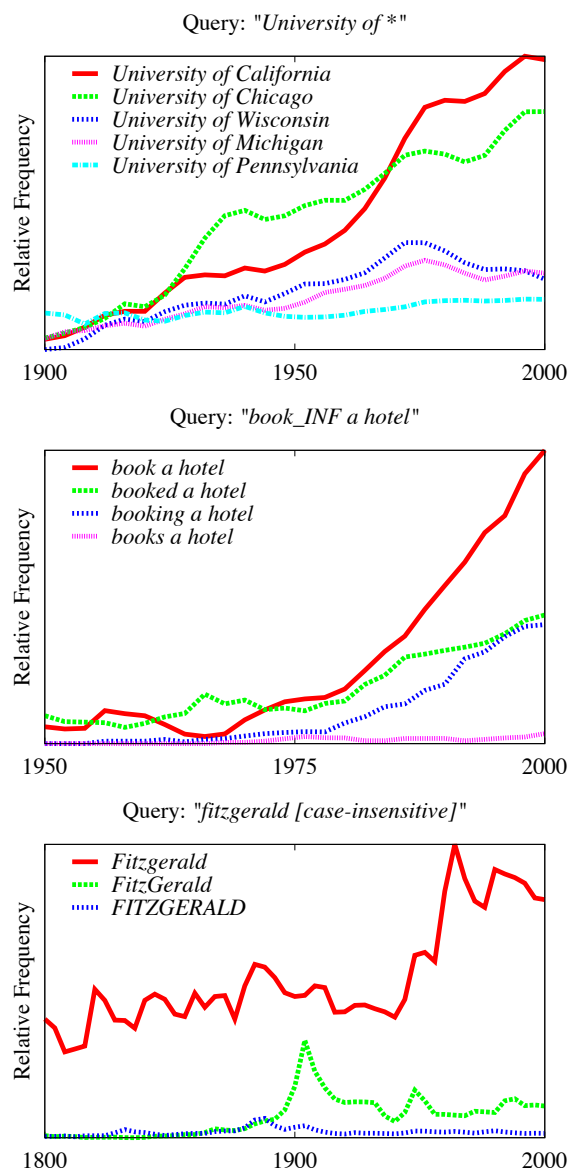 Query: "University of *"
University of California
University of Chicago
University of Wisconsin
University of Michigan
University of Pennsylvania
Relative Frequency
1900 1950 2000
Query: "book_INF a hotel"
book a hotel
booked a hotel
booking a hotel
books a hotel
Relative Frequency
1950 1975 2000
Query: "fitzgerald [case-insensitive]"
Fitzgerald
FitzGerald
FITZGERALD
Relative Frequency
1800 1900 2000